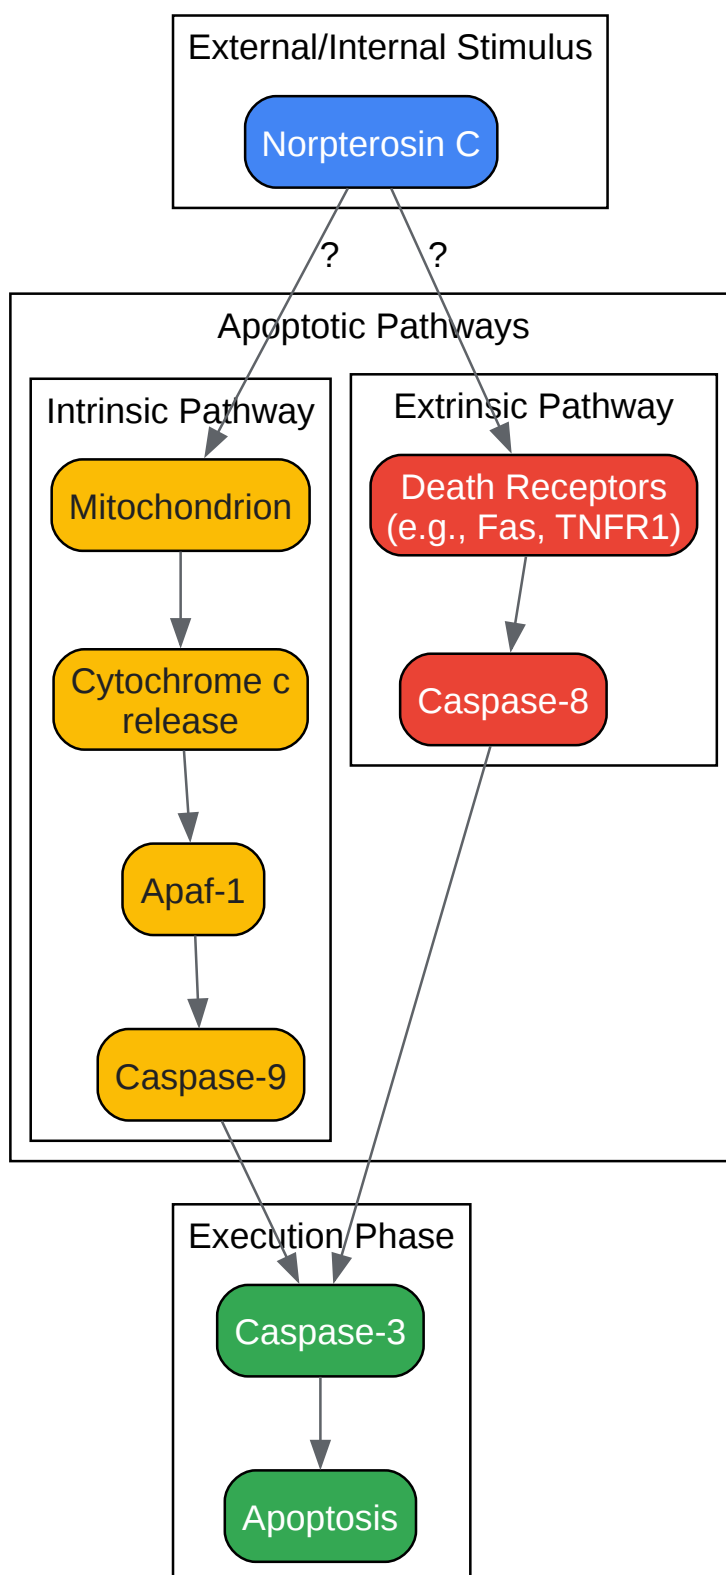 External/Internal Stimulus
Norpterosin C
?
?
Apoptotic Pathways
Intrinsic Pathway
Mitochondrion
Cytochrome c
release
Apaf-1
Caspase-9
Extrinsic Pathway
Death Receptors
(e.g., Fas, TNFR1)
Caspase-8
Execution Phase
Caspase-3
Apoptosis